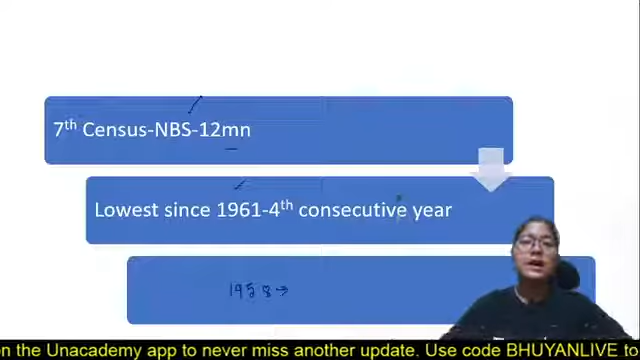 7th Census-NBS-12mn
Lowest since 1961-4th consecutive year
1958→
on the Unacademy app to never miss another update. Use code BHUYANLIVE to